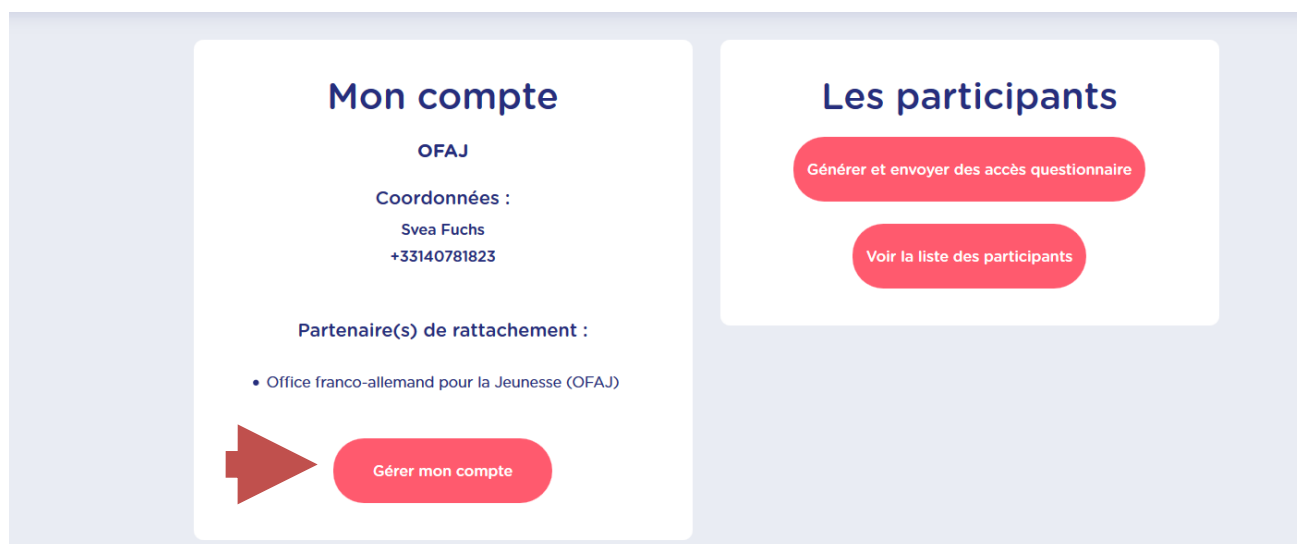 Mon compte
OFAJ
Coordonnées :
Svea Fuchs
+33140781823
Partenaire(s) de rattachement :
• Office franco-allemand pour la Jeunesse (OFAJ)
Gérer mon compte
Les participants
Générer et envoyer des accès questionnaire
Voir la liste des participants